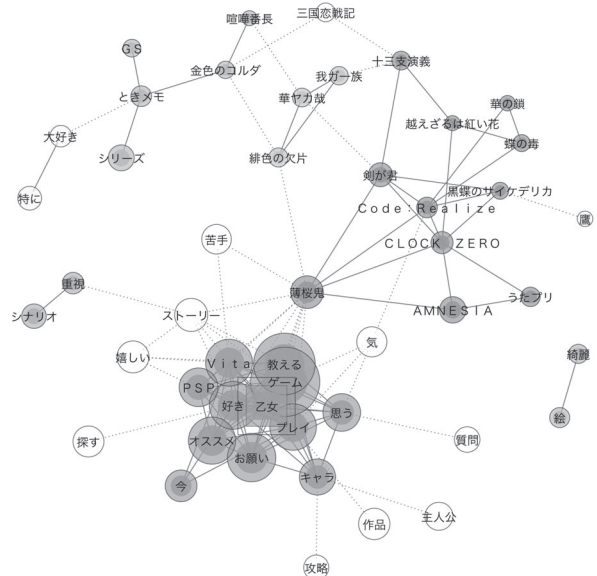 三国恋戦記
喧嘩番長
ＧＳ
十三支演義
金色のコルダ
我ガ一族
ときメモ
華ヤカ哉
華の鎖
越えざるは紅い花
大好き
蝶の毒
シリーズ
緋色の欠片
剣が君
黒蝶のサイケデリカ
特に
Ｃｏｄｅ：Ｒｅａｌｉｚｅ
鷹
苦手
ＣＬＯＣＫ ＺＥＲＯ
重視
薄桜鬼
うたプリ
シナリオ
ストーリー
ＡＭＮＥＳＩＡ
気
嬉しい
Ｖｉｔａ
教える
綺麗
ＰＳＰ
ゲーム
好き
乙女
思う
絵
プレイ
探す
オススメ
質問
お願い
今
キャラ
作品
主人公
攻略